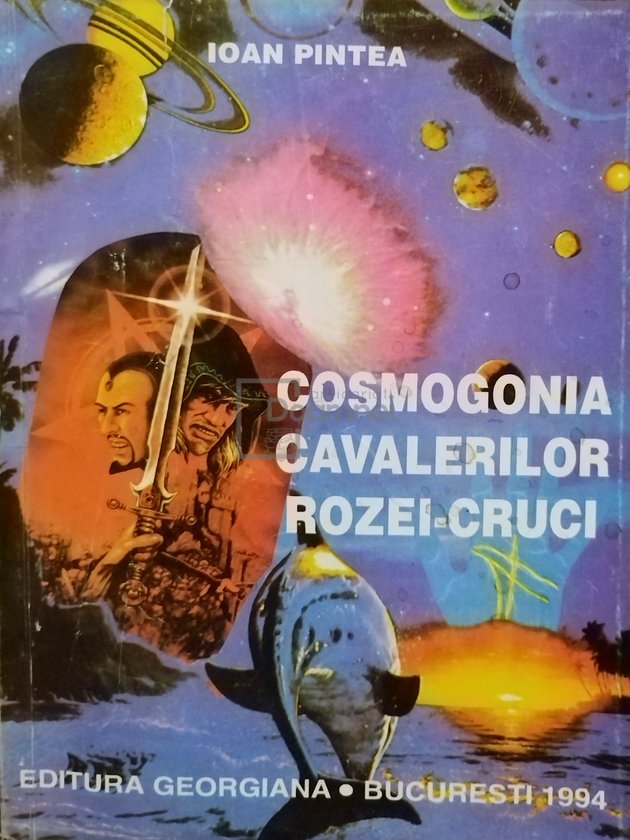 IOAN PINTEA
COSMOGONIA
CAVALERILOR
ROZEI-CRUCI
EDITURA GEORGIANA • BUCURESTI 1994